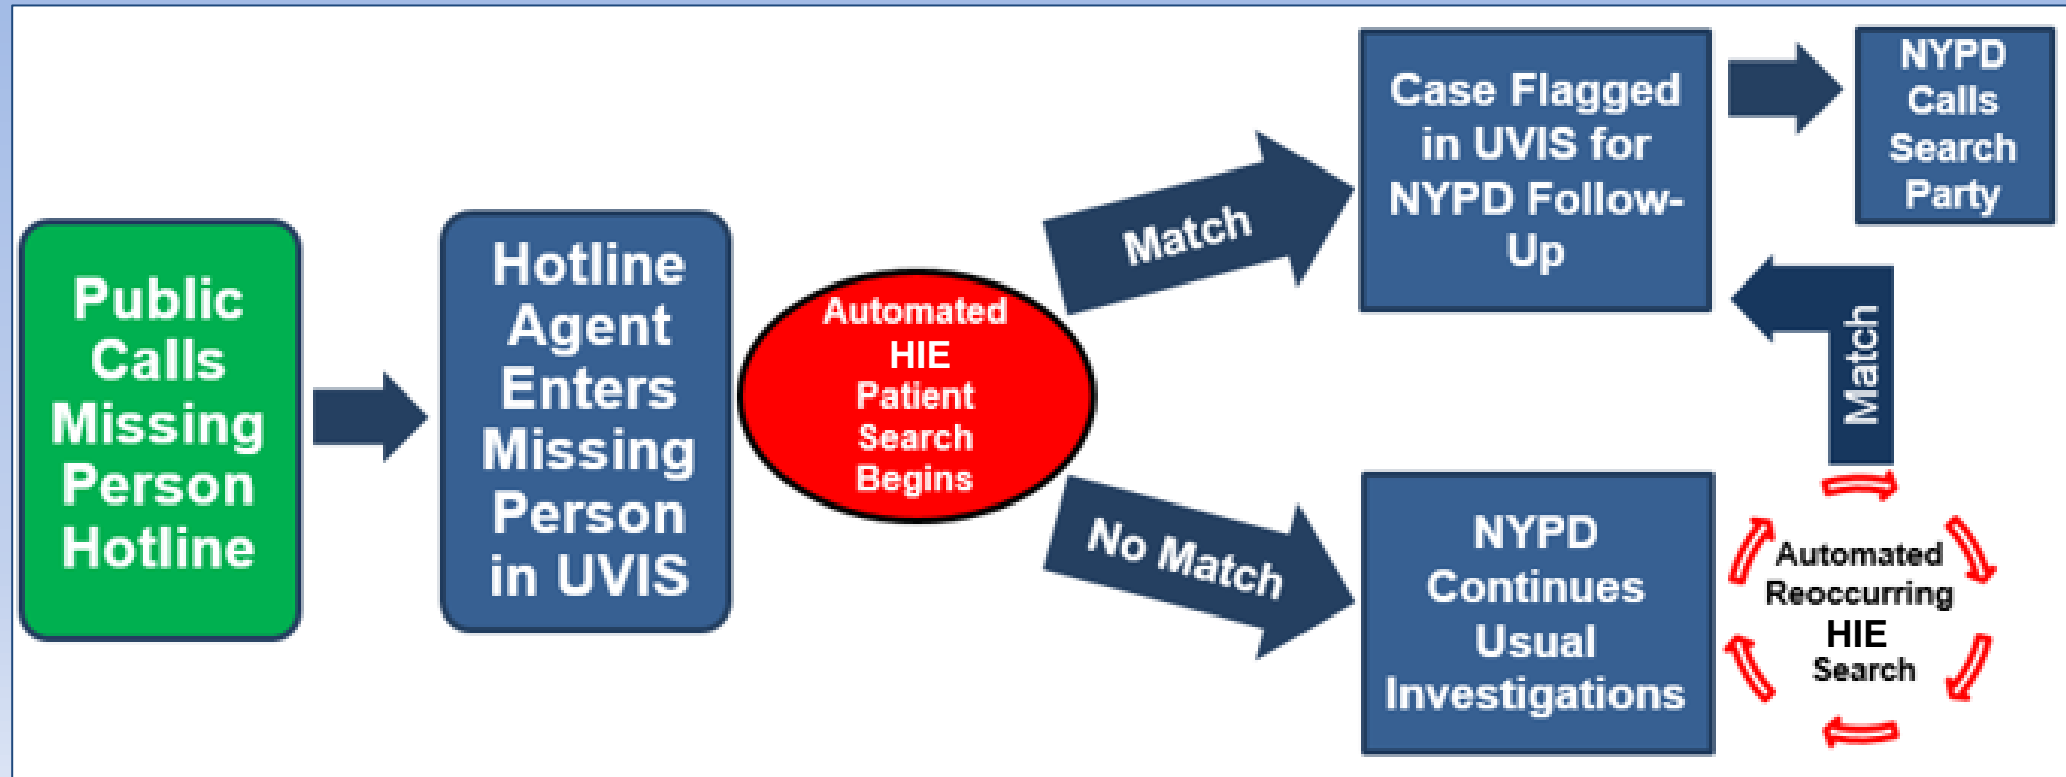 Public
Calls
Missing
Person
Hotline
Hotline
Agent
Enters
Missing
Person
in UVIS
Automated
HIE
Patient
Search
Begins
Match
Case Flagged
in UVIS for
NYPD Follow-
Up
NYPD
Calls
Search
Party
No Match
NYPD
Continues
Usual
Investigations
Automated
Reoccurring
HIE
Search
Match